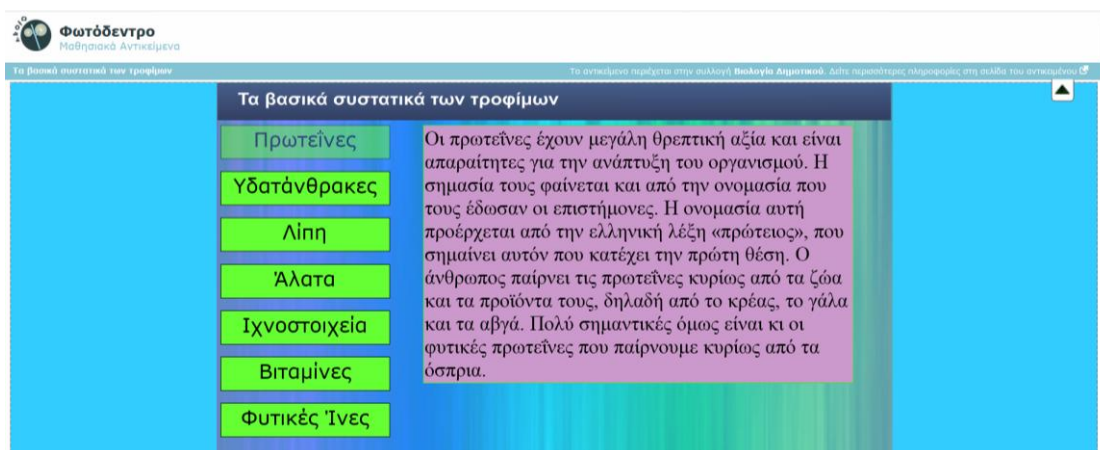 Φωτόδεντρο
Μαθησιακά Αντικείμενα
Τα βασικά συστατικά των τροφίμων
Το αντικείμενο περιέχεται στην συλλογή Βιολογία Δημοτικού. Δείτε περισσότερες πληροφορίες στη σελίδα του αντικειμένου
Τα βασικά συστατικά των τροφίμων
Πρωτεΐνες
Υδατάνθρακες
Λίπη
Άλατα
Ιχνοστοιχεία
Βιταμίνες
Φυτικές Ίνες
Οι πρωτεΐνες έχουν μεγάλη θρεπτική αξία και είναι
απαραίτητες για την ανάπτυξη του οργανισμού. Η
σημασία τους φαίνεται και από την ονομασία που
τους έδωσαν οι επιστήμονες. Η ονομασία αυτή
προέρχεται από την ελληνική λέξη «πρώτειος», που
σημαίνει αυτόν που κατέχει την πρώτη θέση. Ο
άνθρωπος παίρνει τις πρωτεΐνες κυρίως από τα ζώα
και τα προϊόντα τους, δηλαδή από το κρέας, το γάλα
και τα αβγά. Πολύ σημαντικές όμως είναι κι οι
φυτικές πρωτεΐνες που παίρνουμε κυρίως από τα
όσπρια.